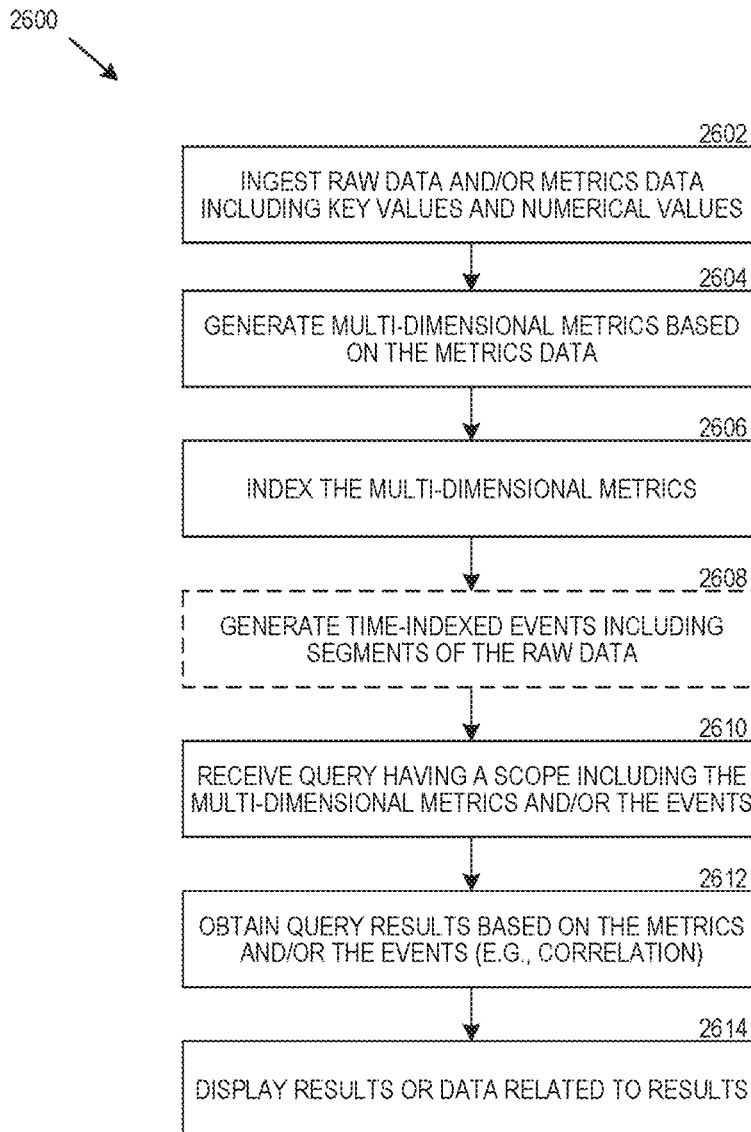 2600
2602
INGEST RAW DATA AND/OR METRICS DATA
INCLUDING KEY VALUES AND NUMERICAL VALUES
2604
GENERATE MULTI-DIMENSIONAL METRICS BASED
ON THE METRICS DATA
2606
INDEX THE MULTI-DIMENSIONAL METRICS
2608
GENERATE TIME-INDEXED EVENTS INCLUDING
SEGMENTS OF THE RAW DATA
2610
RECEIVE QUERY HAVING A SCOPE INCLUDING THE
MULTI-DIMENSIONAL METRICS AND/OR THE EVENTS
2612
OBTAIN QUERY RESULTS BASED ON THE METRICS
AND/OR THE EVENTS (E.G., CORRELATION)
2614
DISPLAY RESULTS OR DATA RELATED TO RESULTS